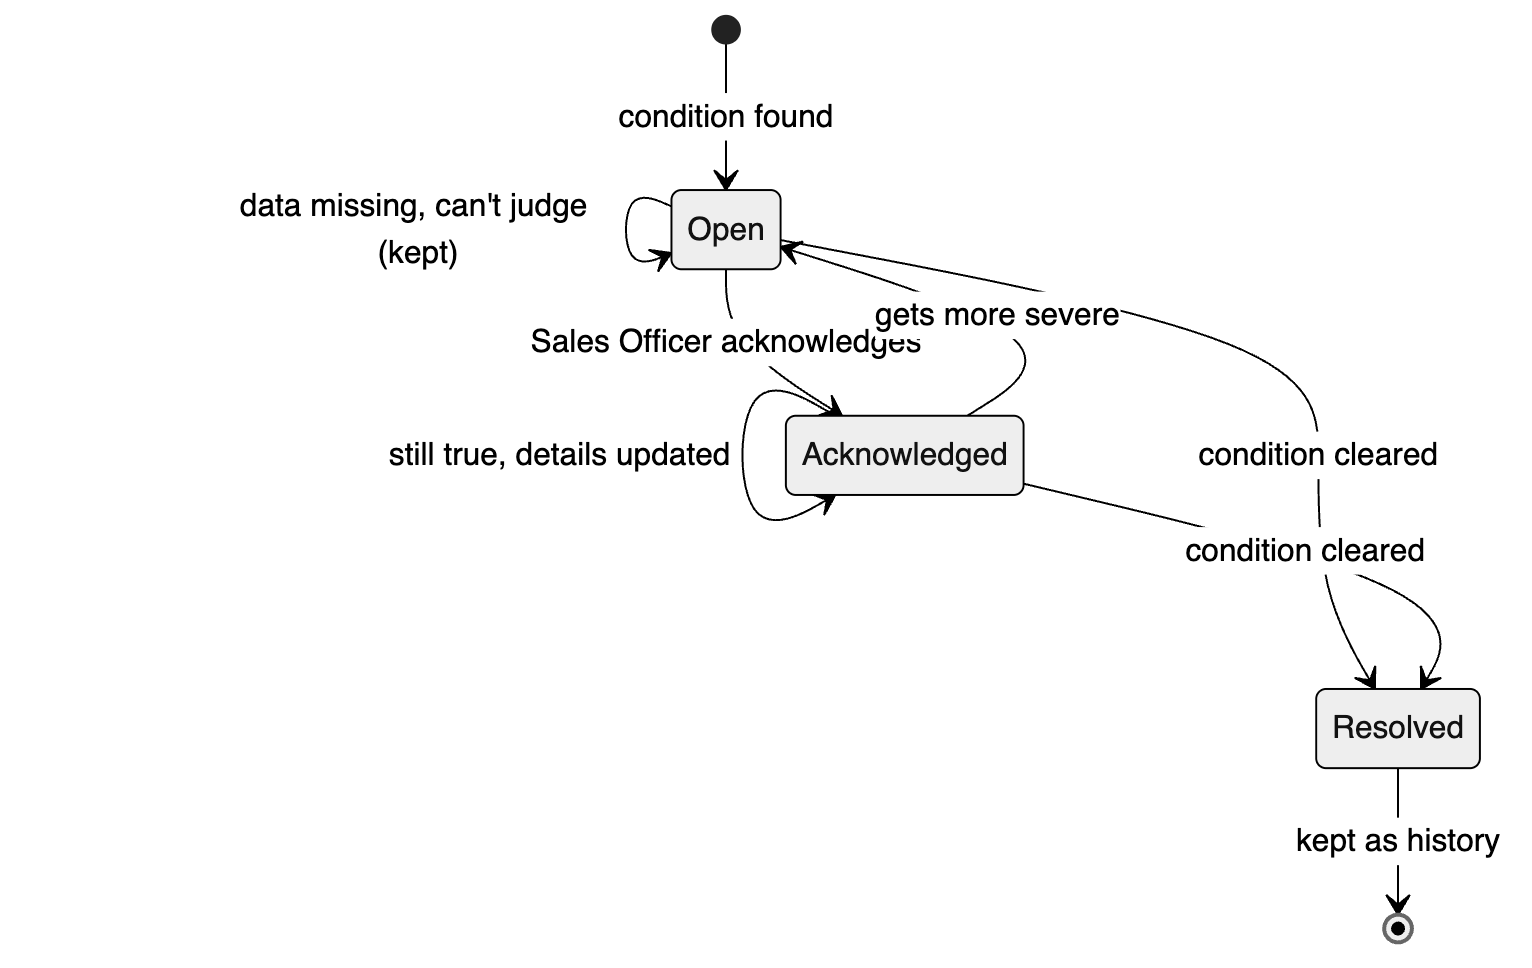 condition found
data missing, can't judge
(kept)
Open
gets more severe
Sales Officer acknowledges
still true, details updated
Acknowledged
condition cleared
condition cleared
Resolved
kept as history